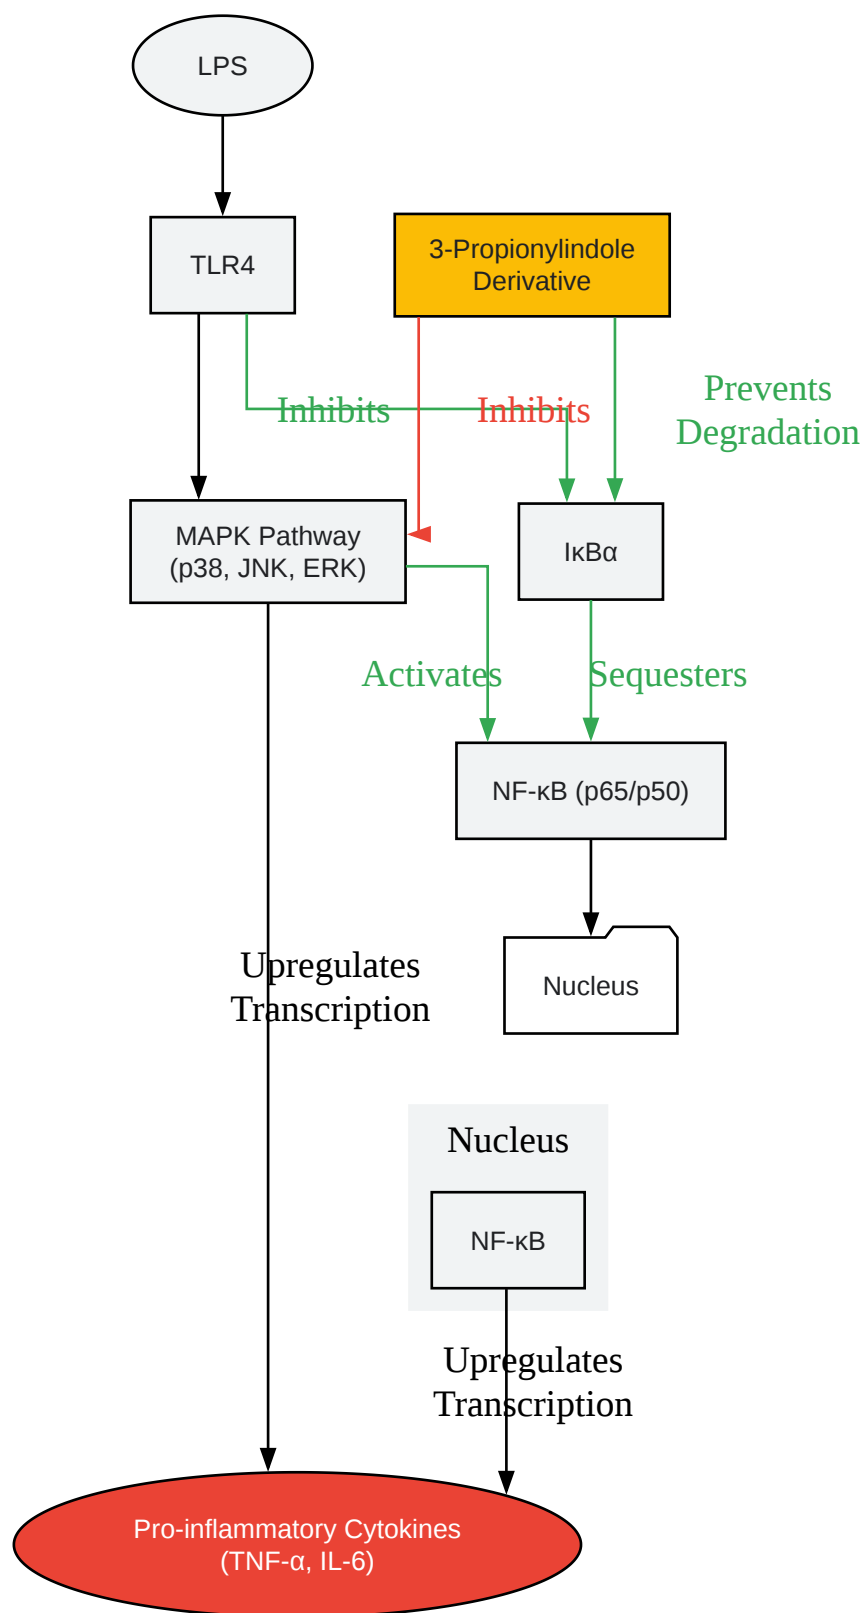 LPS
TLR4
3-Propionylindole
Derivative
Inhibits
Inhibits
Prevents
Degradation
MAPK Pathway
(p38, JNK, ERK)
IκBα
Activates
Sequesters
NF-κB (p65/p50)
Upregulates
Transcription
Nucleus
Nucleus
NF-κB
Upregulates
Transcription
Pro-inflammatory Cytokines
(TNF-α, IL-6)